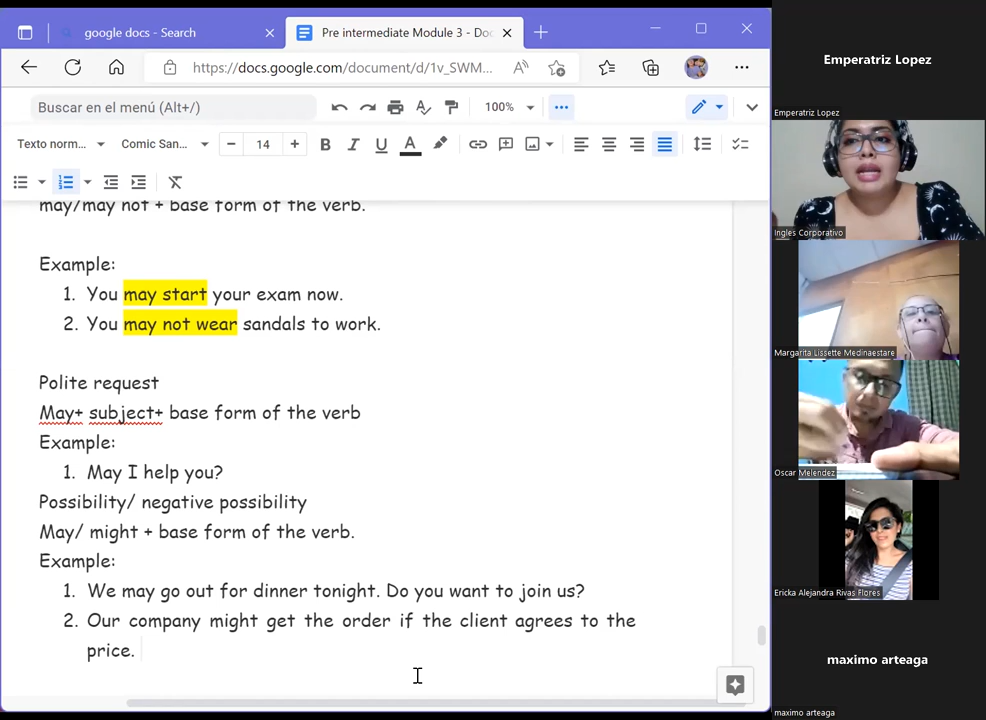 google docs - Search
Pre intermediate Module 3 - Doc
https://docs.google.com/document/d/1v_SWM...
Buscar en el menú (Alt+/)
100%
Texto norm...
Comic San...
14
may/may not + base form of the verb.
Example:
1. You may start your exam now.
2. You may not wear sandals to work.
Polite request
May+ subject+ base form of the verb
Example:
1. May I help you?
Possibility/ negative possibility
May/ might + base form of the verb.
Example:
1. We may go out for dinner tonight. Do you want to join us?
2. Our company might get the order if the client agrees to the
price.
Emperatriz Lopez
Emperatriz Lopez
Ingles Corporativo
Margarita Lissette Medinaestare
Oscar Melendez
Ericka Alejandra Rivas Flores
maximo arteaga
maximo arteaga